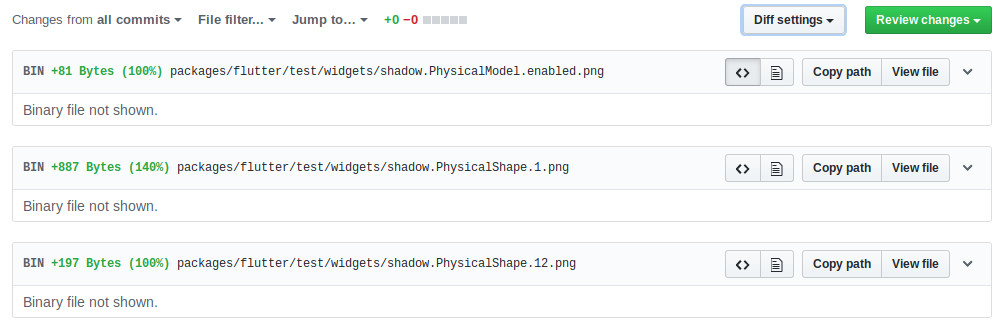 Changes from all commits File filter... Jump to... +0 −0 Diff settings Review changes
BIN +81 Bytes (100%) packages/flutter/test/widgets/shadow.PhysicalModel.enabled.png Copy path View file
Binary file not shown.
BIN +887 Bytes (140%) packages/flutter/test/widgets/shadow.PhysicalShape.1.png Copy path View file
Binary file not shown.
BIN +197 Bytes (100%) packages/flutter/test/widgets/shadow.PhysicalShape.12.png Copy path View file
Binary file not shown.